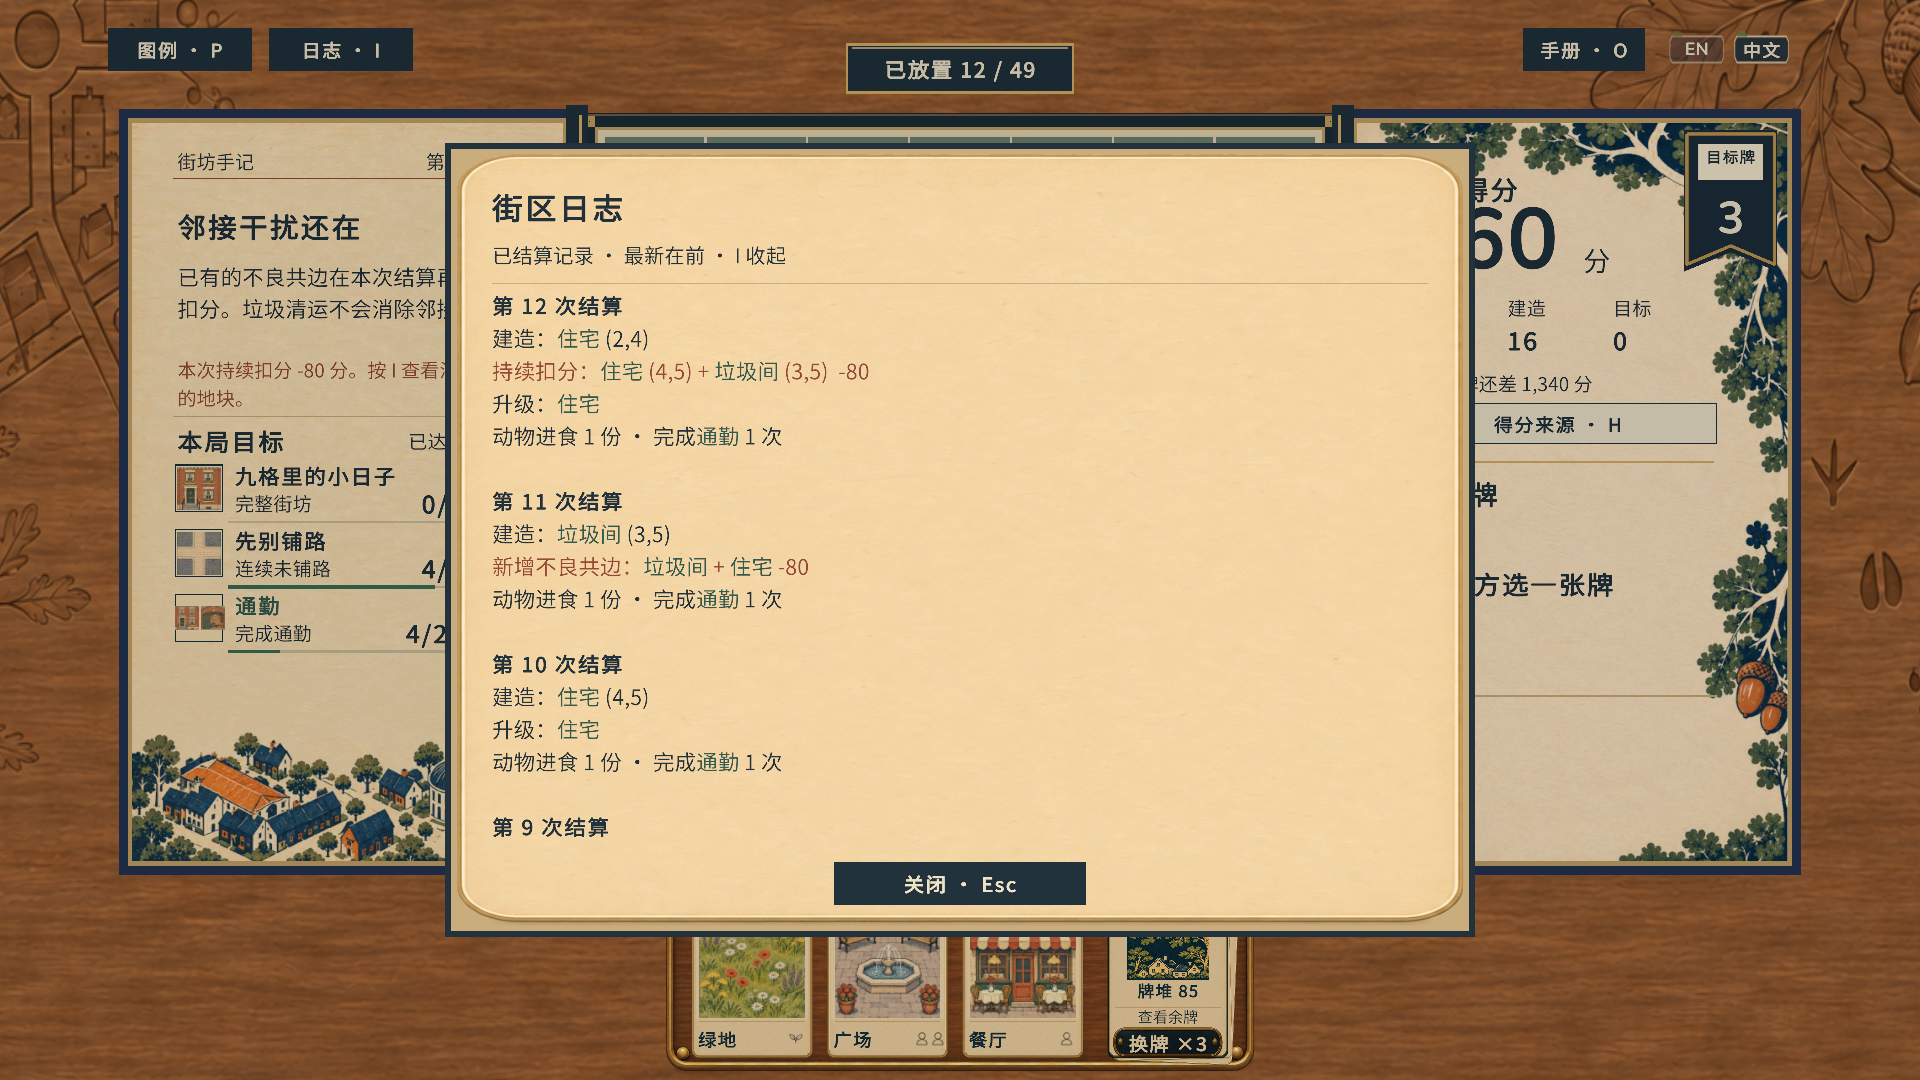 图例 · P
日志 · I
已放置 12 / 49
手册 · O
EN
中文
街坊手记
第
邻接干扰还在
已有的不良共边在本次结算
扣分。垃圾清运不会消除邻
本次持续扣分 -80 分。按 I 查看
的地块。
本局目标
已达
九格里的小日子
完整街坊
0/
先别铺路
连续未铺路
4/
通勤
完成通勤
4/2
街区日志
已结算记录 · 最新在前 · I 收起
第 12 次结算
建造：住宅 (2,4)
持续扣分：住宅 (4,5) + 垃圾间 (3,5) -80
升级：住宅
动物进食 1 份 · 完成通勤 1 次
第 11 次结算
建造：垃圾间 (3,5)
新增不良共边：垃圾间 + 住宅 -80
动物进食 1 份 · 完成通勤 1 次
第 10 次结算
建造：住宅 (4,5)
升级：住宅
动物进食 1 份 · 完成通勤 1 次
第 9 次结算
关闭 · Esc
得分
60 分
目标牌
3
建造
目标
16
0
还差 1,340 分
得分来源 · H
牌
方选一张牌
绿地
广场
餐厅
牌堆 85
查看余牌
换牌 ×3